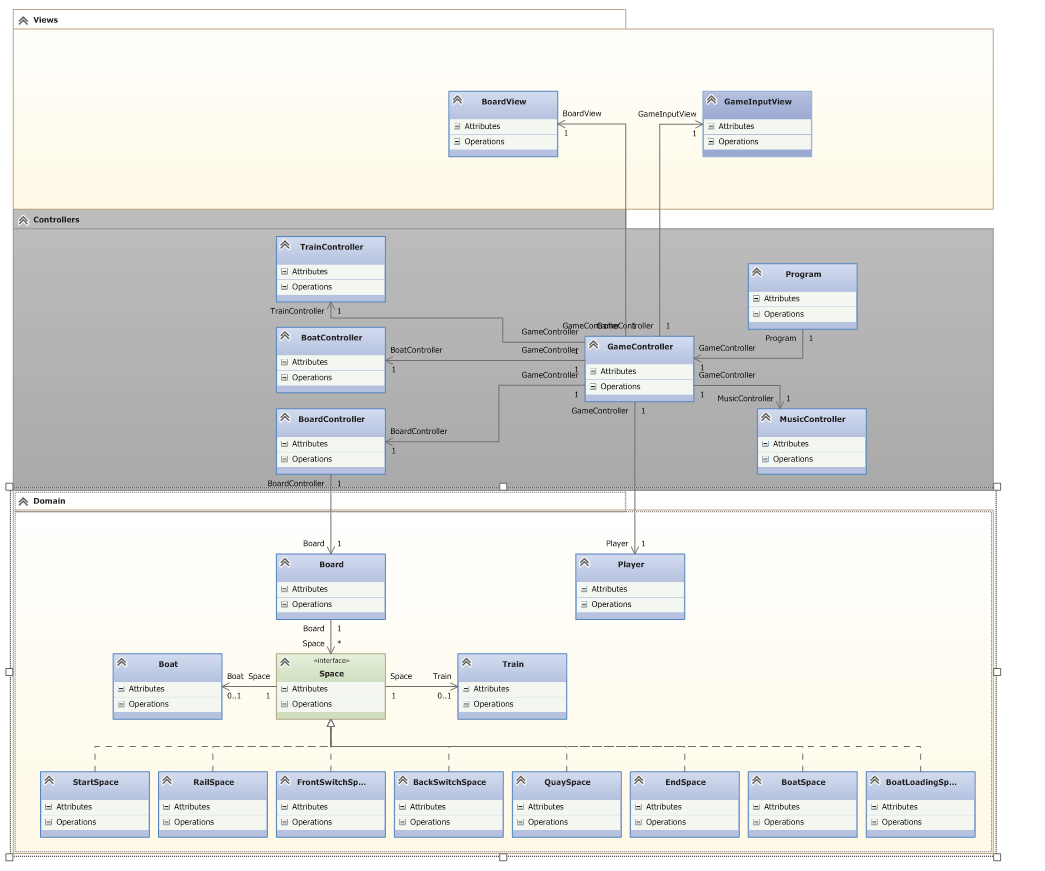 Views
BoardView
Attributes
Operations
GameInputView
Attributes
Operations
BoardView
1
GameInputView
1
Controllers
TrainController
Attributes
Operations
TrainController 1
BoatController
Attributes
Operations
BoatController
1
BoardController
Attributes
Operations
BoardController
1
BoardController 1
GameController
GameController
1
GameController
1
GameController
1
GameController
1
GameController
Attributes
Operations
GameController 1
Program
Attributes
Operations
Program 1
GameController
1
GameController
1
MusicController 1
MusicController
Attributes
Operations
Domain
Board 1
Board
Attributes
Operations
Board 1
Space *
Player 1
Player
Attributes
Operations
Boat
Attributes
Operations
Boat Space
0..1 1
«interface»
Space
Attributes
Operations
Space Train
1 0..1
Train
Attributes
Operations
StartSpace
Attributes
Operations
RailSpace
Attributes
Operations
FrontSwitchSp...
Attributes
Operations
BackSwitchSpace
Attributes
Operations
QuaySpace
Attributes
Operations
EndSpace
Attributes
Operations
BoatSpace
Attributes
Operations
BoatLoadingSp...
Attributes
Operations